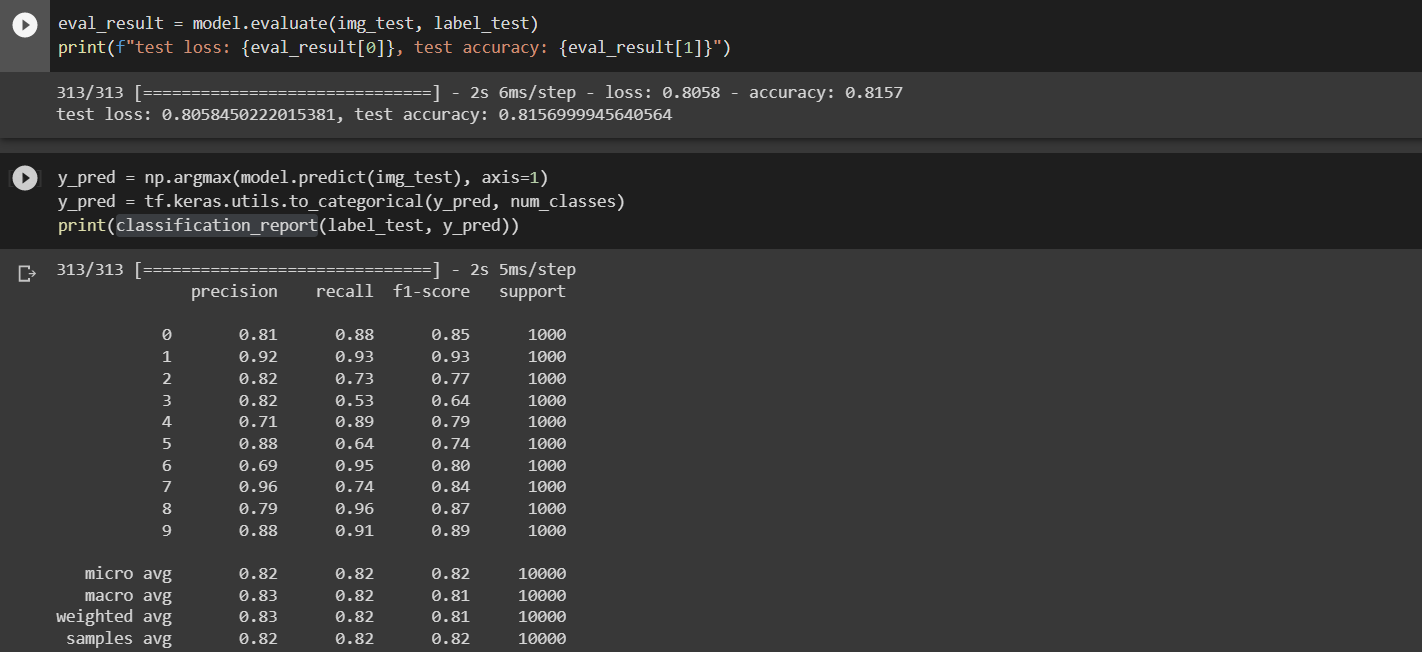 eval_result = model.evaluate(img_test, label_test)
print(f"test loss: {eval_result[0]}, test accuracy: {eval_result[1]}")
313/313 [==============================] - 2s 6ms/step - loss: 0.8058 - accuracy: 0.8157
test loss: 0.8058450222015381, test accuracy: 0.8156999945640564
y_pred = np.argmax(model.predict(img_test), axis=1)
y_pred = tf.keras.utils.to_categorical(y_pred, num_classes)
print(classification_report(label_test, y_pred))
313/313 [==============================] - 2s 5ms/step
precision recall f1-score support
0 0.81 0.88 0.85 1000
1 0.92 0.93 0.93 1000
2 0.82 0.73 0.77 1000
3 0.82 0.53 0.64 1000
4 0.71 0.89 0.79 1000
5 0.88 0.64 0.74 1000
6 0.69 0.95 0.80 1000
7 0.96 0.74 0.84 1000
8 0.79 0.96 0.87 1000
9 0.88 0.91 0.89 1000
micro avg 0.82 0.82 0.82 10000
macro avg 0.83 0.82 0.81 10000
weighted avg 0.83 0.82 0.81 10000
samples avg 0.82 0.82 0.82 10000